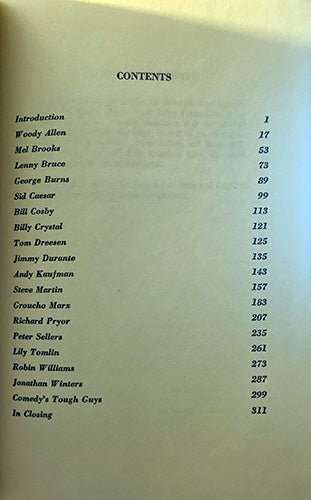 CONTENTS
Introduction 1
Woody Allen 17
Mel Brooks 53
Lenny Bruce 73
George Burns 89
Sid Caesar 99
Bill Cosby 113
Billy Crystal 121
Tom Dreesen 125
Jimmy Durante 135
Andy Kaufman 143
Steve Martin 157
Groucho Marx 183
Richard Pryor 207
Peter Sellers 235
Lily Tomlin 261
Robin Williams 273
Jonathan Winters 287
Comedy's Tough Guys 299
In Closing 311